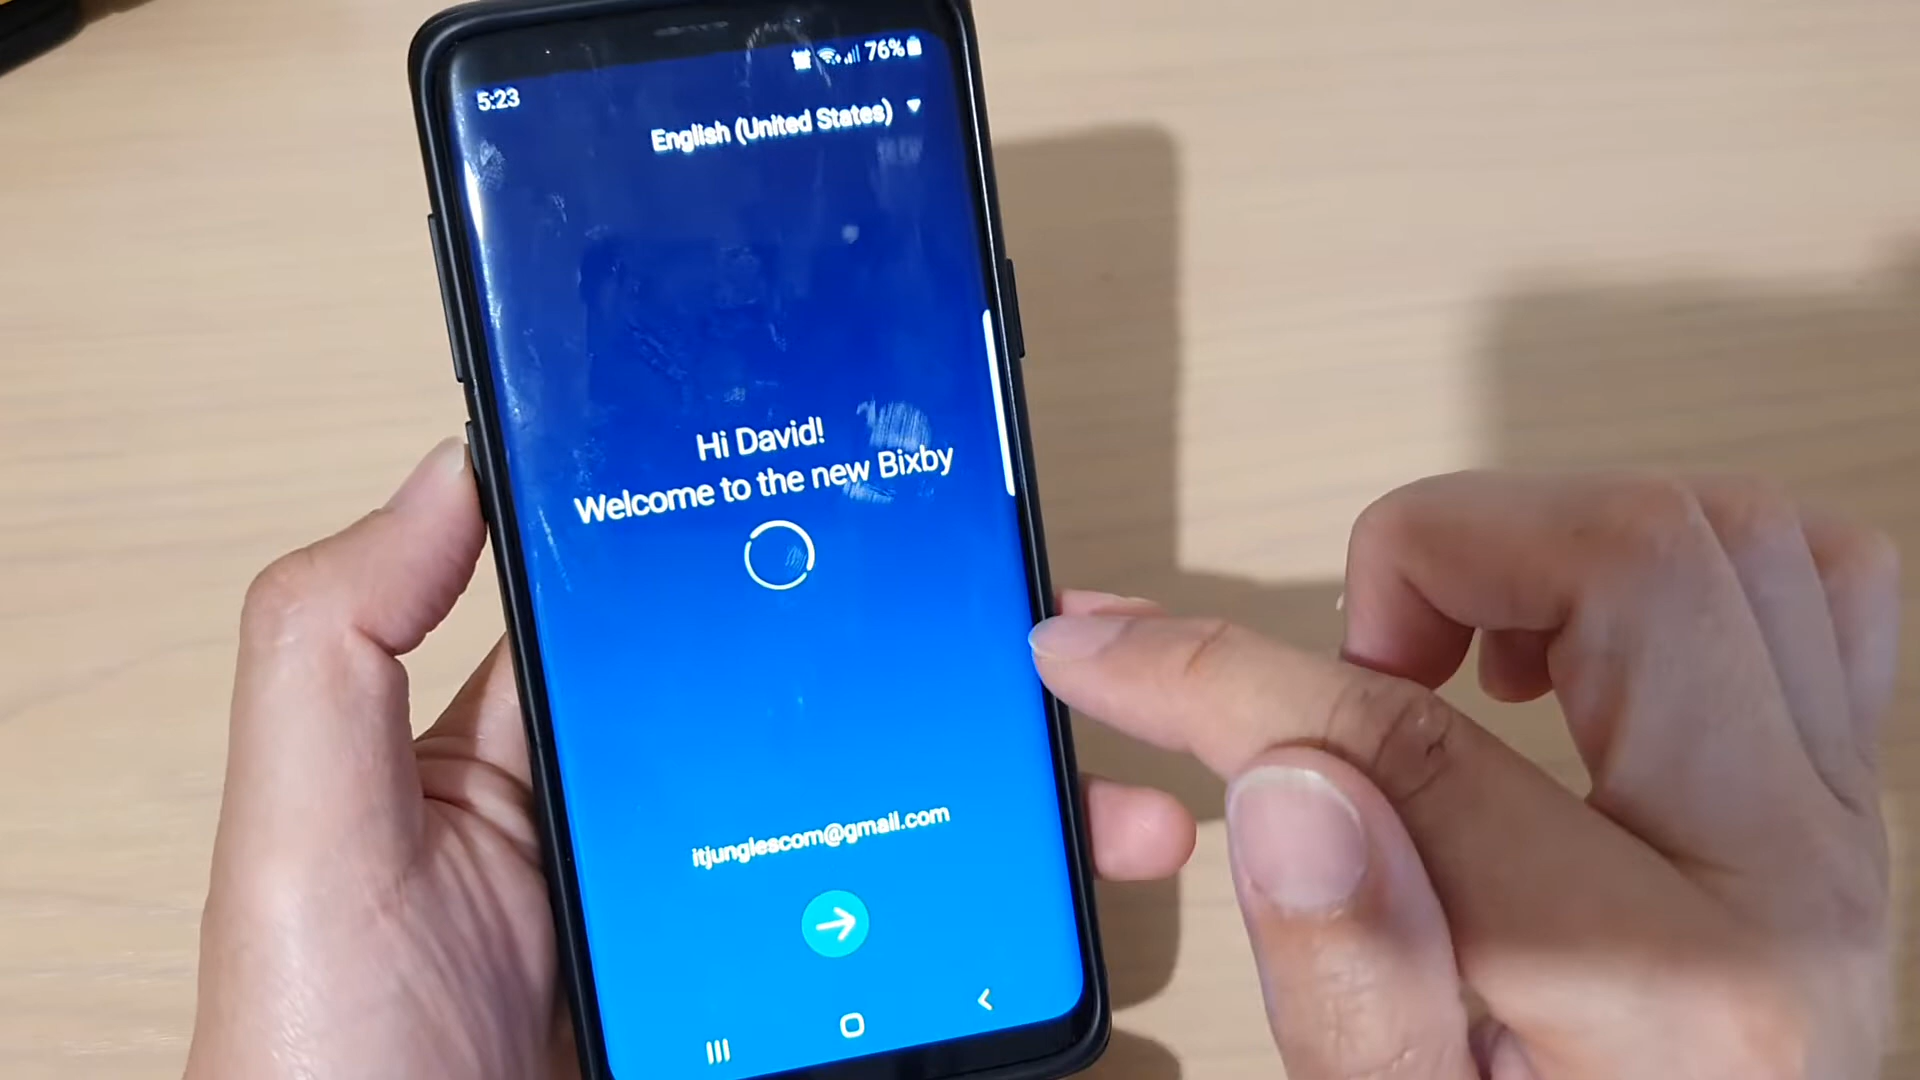 76%
5:23
English (United States)
Hi David!
Welcome to the new Bixby
itjunglescom@gmail.com